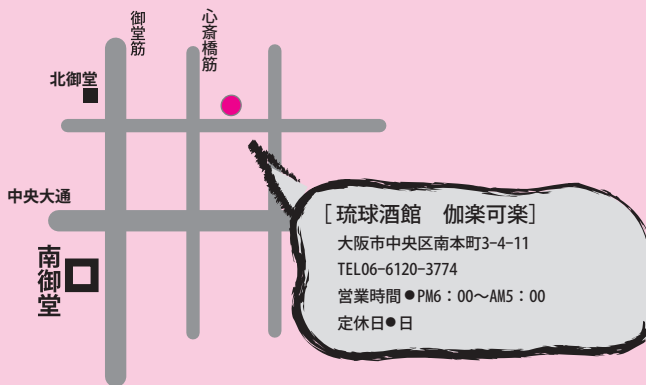 御堂筋
心斎橋筋
北御堂
中央大通
南御堂
[琉球酒館　伽楽可楽]
大阪市中央区南本町3-4-11
TEL06-6120-3774
営業時間●PM6：00〜AM5：00
定休日●日